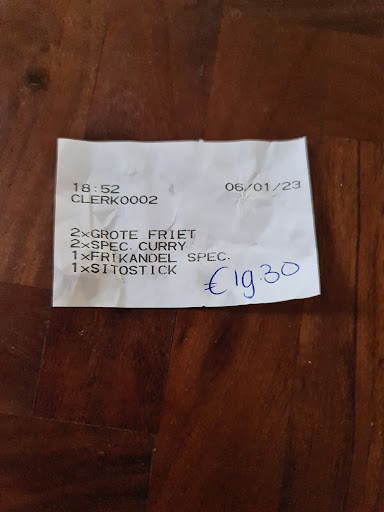 18:52 06/01/23
CLERK0002
2xGROTE FRIET
2xSPEC. CURRY
1xFRIKANDEL SPEC.
1xSITOSTICK
€19.30